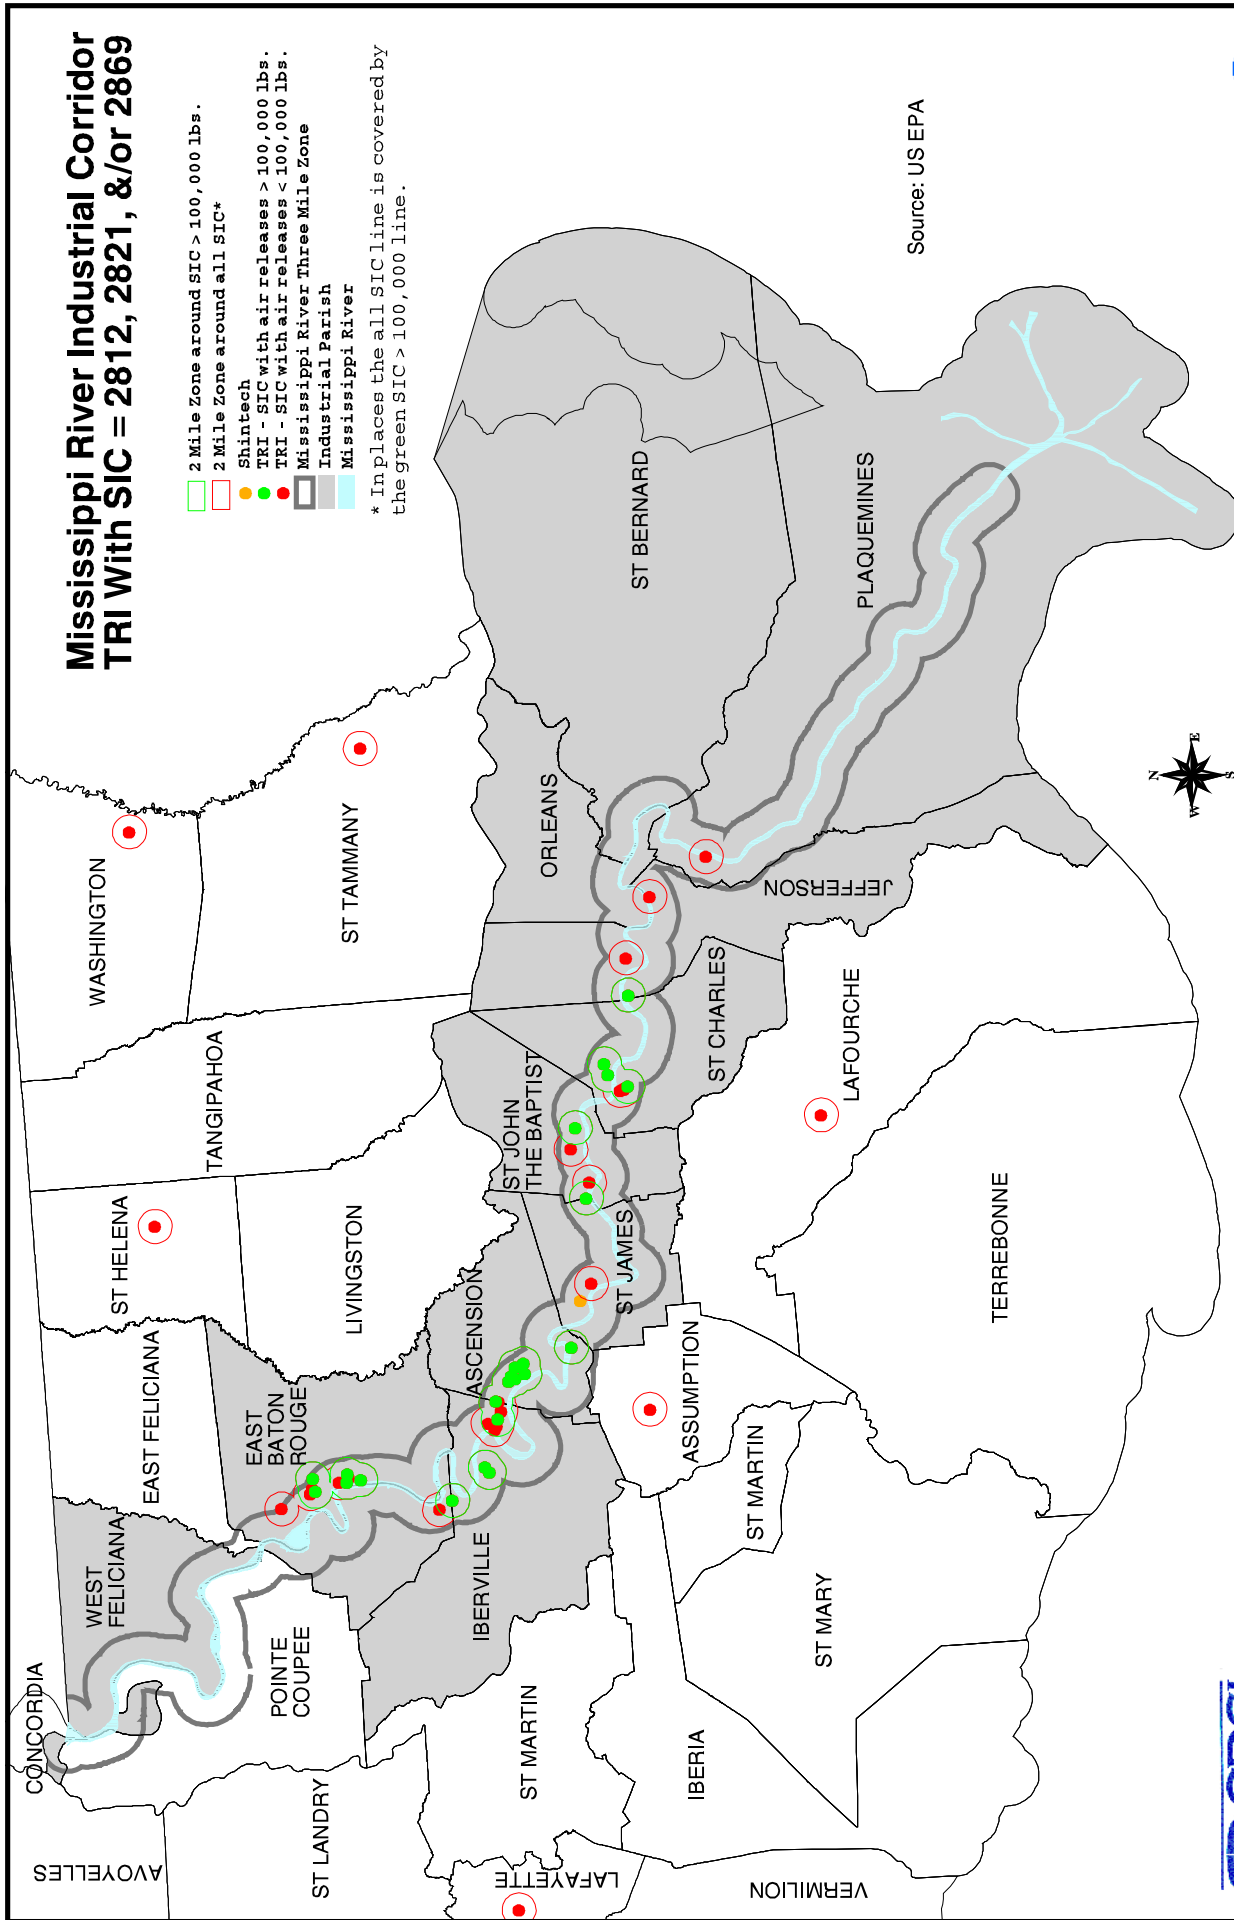 Mississippi River Industrial Corridor
TRI With SIC = 2812, 2821, &/or 2869
2 Mile Zone around SIC > 100,000 lbs.
2 Mile Zone around all SIC*
Shintech
TRI - SIC with air releases > 100,000 lbs.
TRI - SIC with air releases < 100,000 lbs.
Mississippi River Three Mile Zone
Industrial Parish
Mississippi River
* In places the all SIC line is covered by
the green SIC > 100,000 line.
CONCORDIA
AVOYELLES
WEST
FELICIANA
EAST FELICIANA
ST HELENA
TANGIPAHOA
WASHINGTON
ST TAMMANY
POINTE
COUPEE
EAST
BATON
ROUGE
LIVINGSTON
ST LANDRY
IBERVILLE
ASCENSION
ST JOHN
THE BAPTIST
ORLEANS
ST BERNARD
ST MARTIN
LAFAYETTE
ST JAMES
ST CHARLES
JEFFERSON
PLAQUEMINES
IBERIA
ST MARTIN
ASSUMPTION
LAFOURCHE
VERMILION
ST MARY
TERREBONNE
Source: US EPA
N
W
E
S